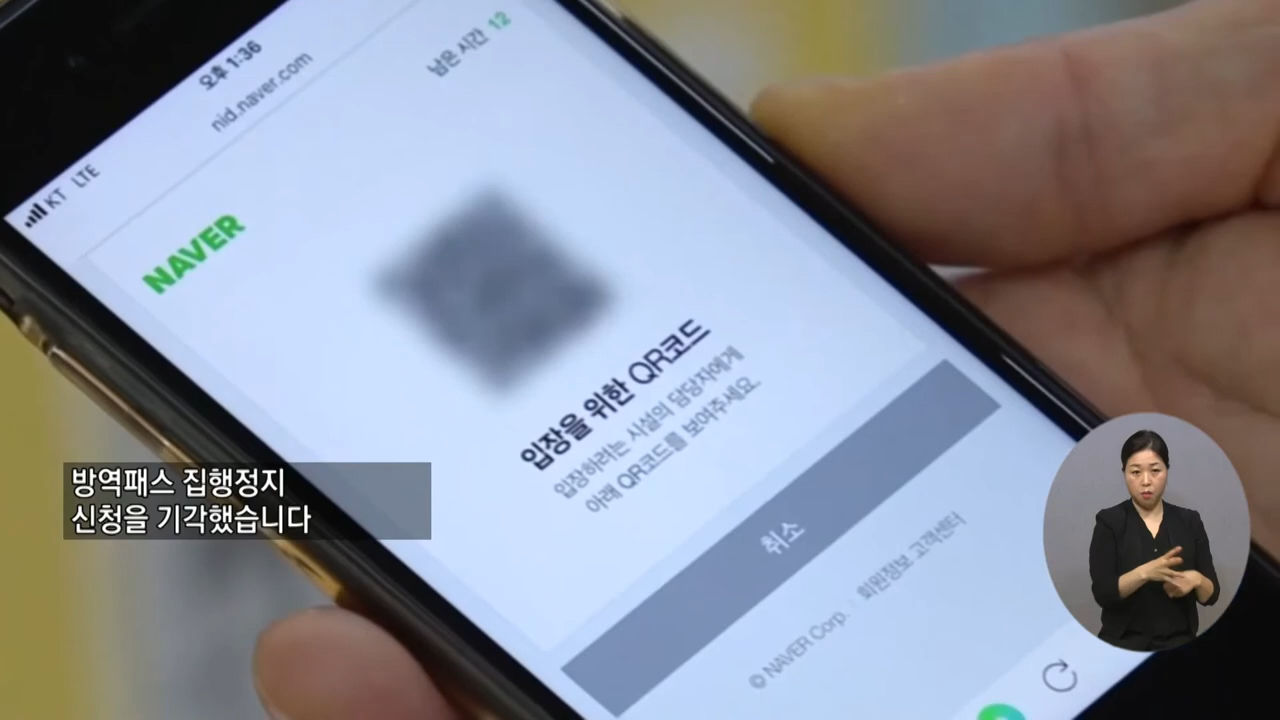 오후 1:36
KT LTE
nid.naver.com
남은 시간 12
NAVER
입장을 위한 QR코드
입장하려는 시설의 담당자에게
아래 QR코드를 보여주세요.
취소
© NAVER Corp. 회원정보 고객센터
방역패스 집행정지
신청을 기각했습니다